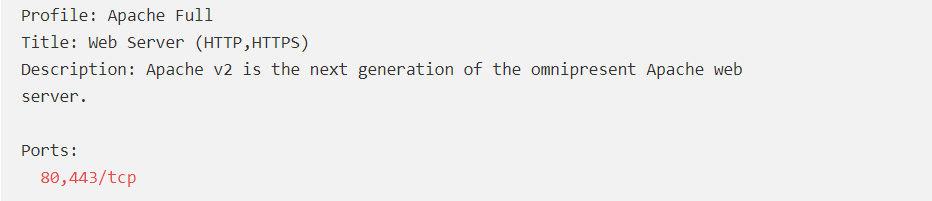 Profile: Apache Full
Title: Web Server (HTTP,HTTPS)
Description: Apache v2 is the next generation of the omnipresent Apache web
server.
Ports:
80,443/tcp